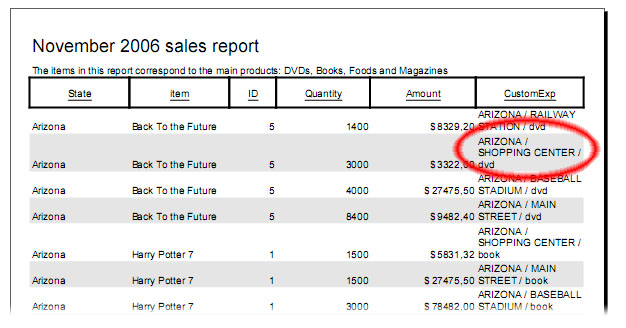 November 2006 sales report
The items in this report correspond to the main products: DVDs, Books, Foods and Magazines
State item ID Quantity Amount CustomExp
ARIZONA / RAILWAY
Arizona Back To the Future 5 1400 $8329,20 STATION / dvd
ARIZONA /
SHOPPING CENTER /
Arizona Back To the Future 5 3000 $3322,00 dvd
ARIZONA / BASEBALL
Arizona Back To the Future 5 4000 $27475,50 STADIUM / dvd
ARIZONA / MAIN
Arizona Back To the Future 5 8400 $9482,40 STREET / dvd
ARIZONA /
SHOPPING CENTER /
Arizona Harry Potter 7 1 1500 $5831,32 book
ARIZONA / MAIN
Arizona Harry Potter 7 1 1500 $27475,50 STREET / book
ARIZONA / BASEBALL
Arizona Harry Potter 7 1 3000 $78482,00 STADIUM / book